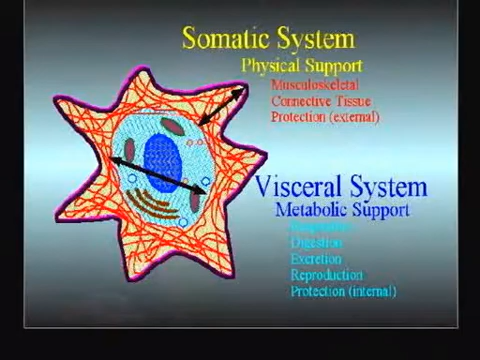 Somatic System
Physical Support
Musculoskeletal
Connective Tissue
Protection (external)
Visceral System
Metabolic Support
Digestion
Excretion
Reproduction
Protection (internal)